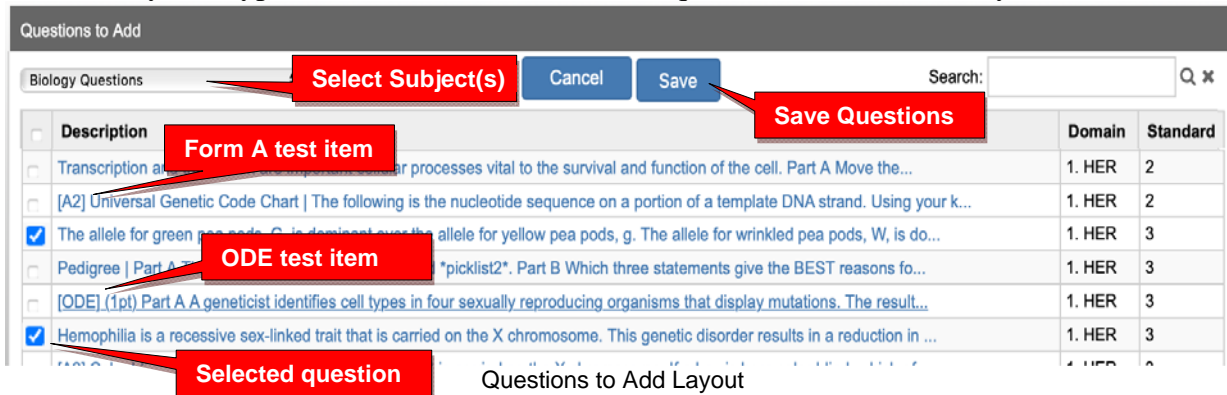 Questions to Add
Biology Questions Select Subject(s) Cancel Save Search:
Save Questions
Description Domain Standard
Form A test item
Transcription an ar processes vital to the survival and function of the cell. Part A Move the... 1. HER 2
[A2] Universal Genetic Code Chart | The following is the nucleotide sequence on a portion of a template DNA strand. Using your k... 1. HER 2
The allele for green pea pods, G, is dominant over the allele for yellow pea pods, g. The allele for wrinkled pea pods, W, is do... 1. HER 3
ODE test item
Pedigree | Part A *picklist2*. Part B Which three statements give the BEST reasons fo... 1. HER 3
[ODE] (1pt) Part A A geneticist identifies cell types in four sexually reproducing organisms that display mutations. The result... 1. HER 3
Hemophilia is a recessive sex-linked trait that is carried on the X chromosome. This genetic disorder results in a reduction in ... 1. HER 3
Selected question
Questions to Add Layout